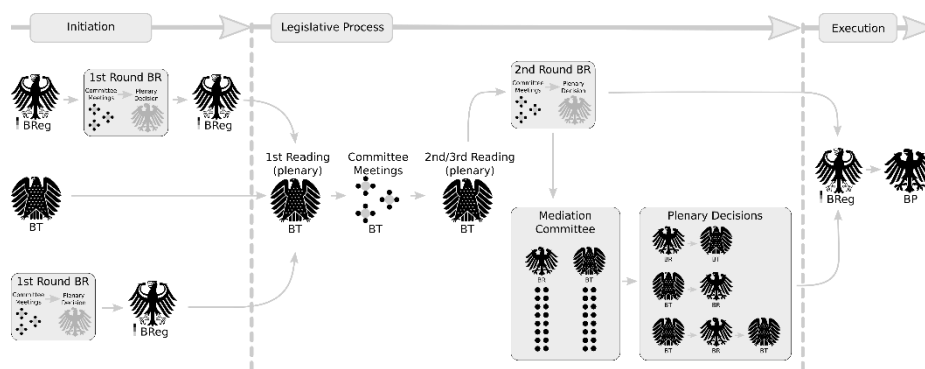 Initiation
Legislative Process
Execution
1st Round BR
Committee
Meetings
Plenary
Decision
BReg
BReg
BT
1st Round BR
Committee
Meetings
Plenary
Decision
BReg
1st Reading
(plenary)
BT
Committee
Meetings
BT
2nd/3rd Reading
(plenary)
BT
2nd Round BR
Committee
Meetings
Plenary
Decision
Mediation
Committee
BR
BT
Plenary Decisions
BR
BT
BT
BR
BT
BR
BT
BReg
BP